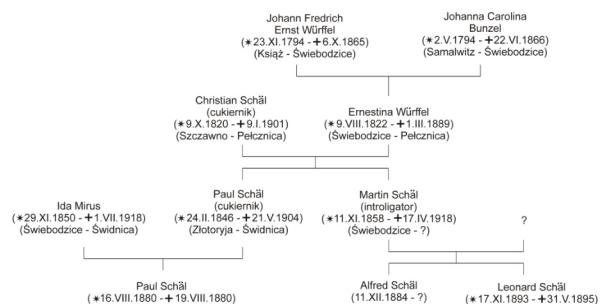 Johann Fredrich
Ernst Würffel
(✶23.XI.1794 - ✚6.X.1865)
(Książ - Świebodzice)
Johanna Carolina
Bunzel
(✶2.V.1794 - ✚22.VI.1866)
(Samalwitz - Świebodzice)
Christian Schäl
(cukiernik)
(✶9.X.1820 - ✚9.I.1901)
(Szczawno - Pełcznica)
Ernestina Würffel
(✶9.VIII.1822 - ✚1.III.1889)
(Świebodzice - Pełcznica)
Ida Mirus
(✶29.XI.1850 - ✚1.VII.1918)
(Świebodzice - Świdnica)
Paul Schäl
(cukiernik)
(✶24.II.1846 - ✚21.V.1904)
(Złotoryja - Świdnica)
Martin Schäl
(introligator)
(✶11.XI.1858 - ✚17.IV.1918)
(Świebodzice - ?)
?
Paul Schäl
(✶16.VIII.1880 - ✚19.VIII.1880)
Alfred Schäl
(11.XII.1884 - ?)
Leonard Schäl
(✶17.XI.1893 - ✚31.V.1895)